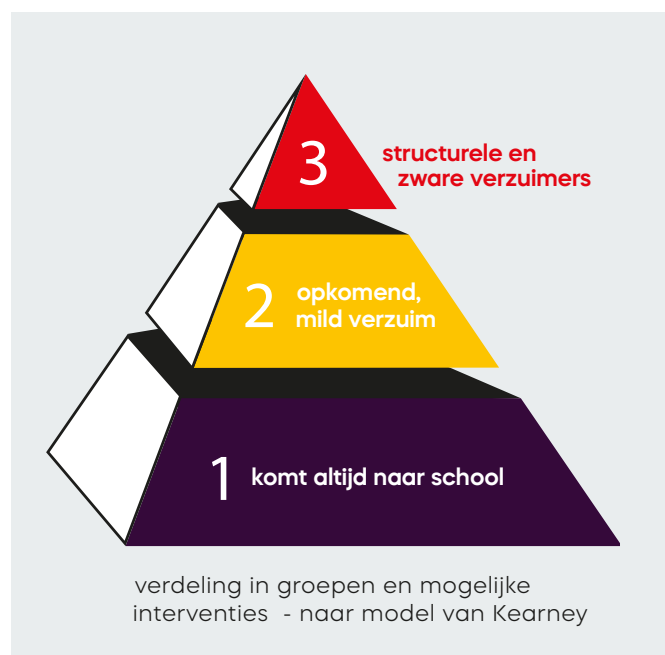 3
structurele en
zware verzuimers
2
opkomend,
mild verzuim
1
komt altijd naar school
verdeling in groepen en mogelijke
interventies - naar model van Kearney